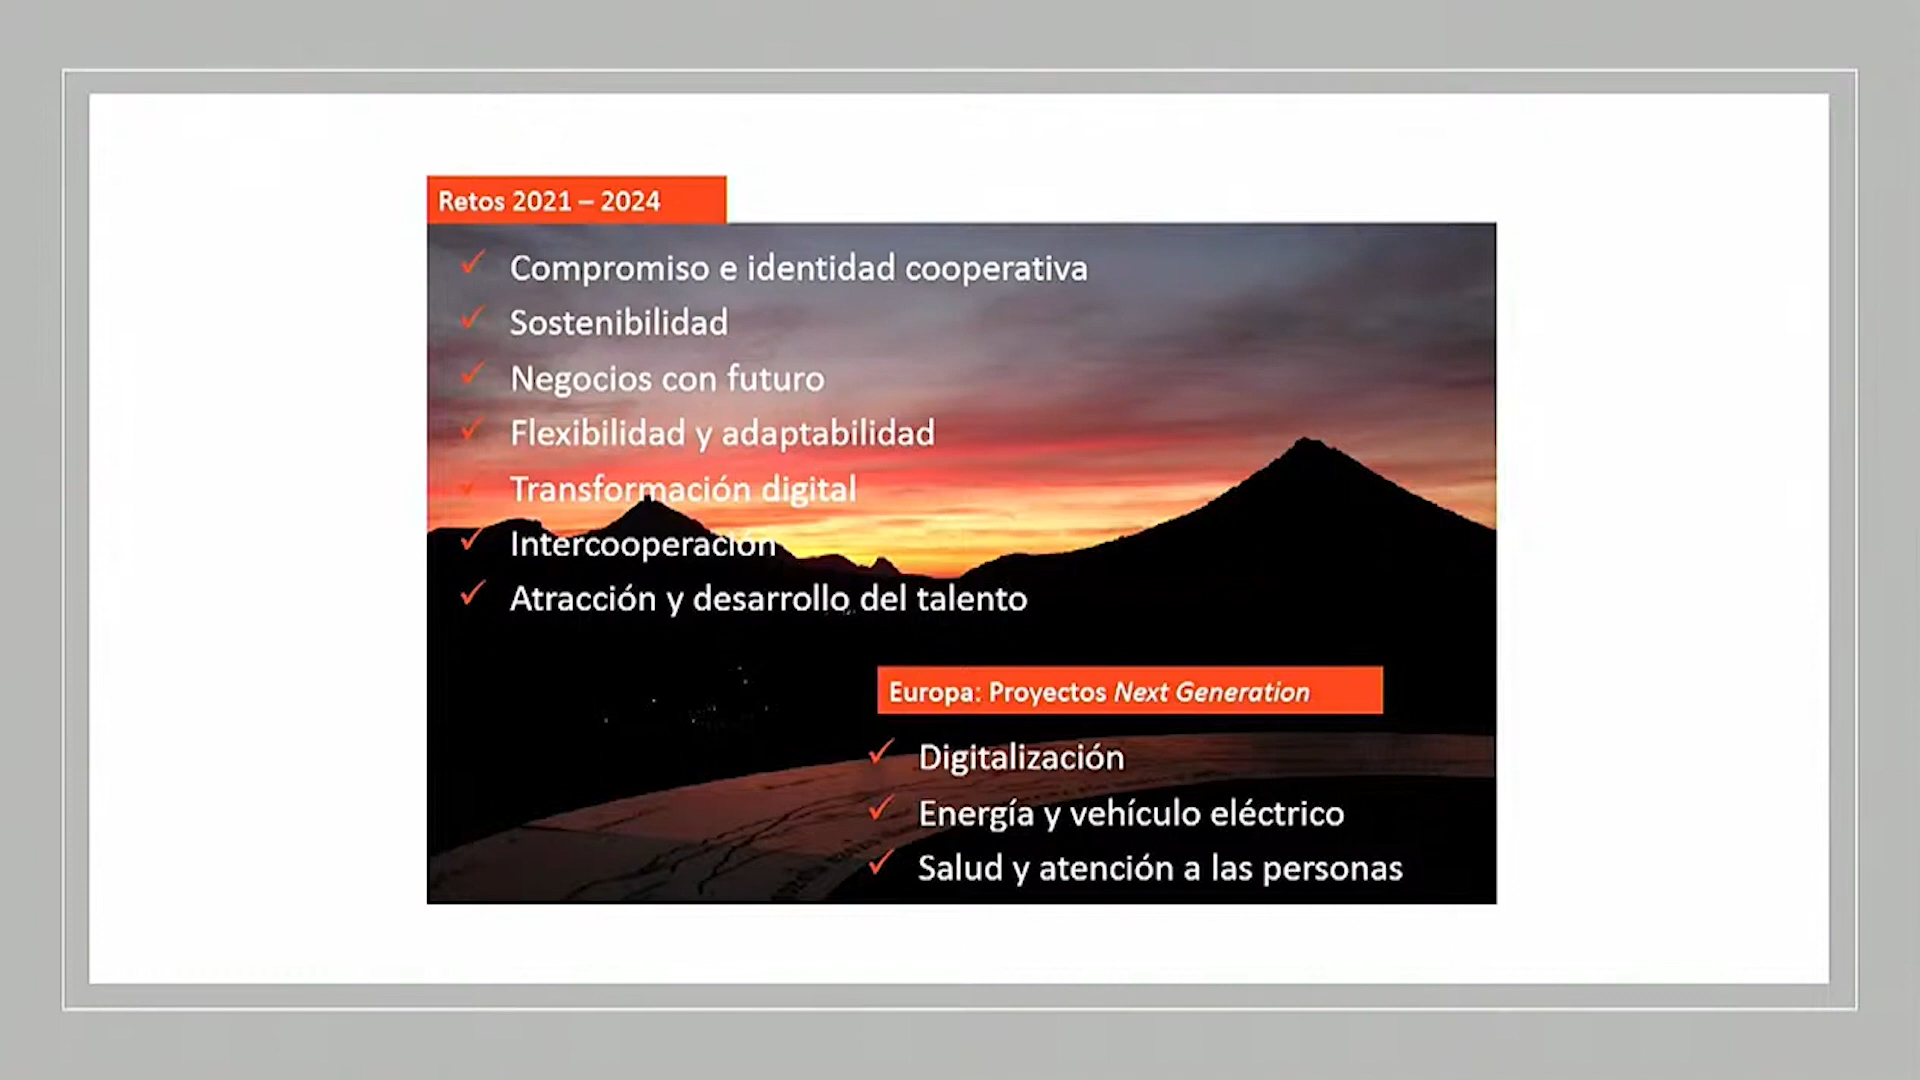 Retos 2021 – 2024
Compromiso e identidad cooperativa
Sostenibilidad
Negocios con futuro
Flexibilidad y adaptabilidad
Transformación digital
Intercooperación
Atracción y desarrollo del talento
Europa: Proyectos Next Generation
Digitalización
Energía y vehículo eléctrico
Salud y atención a las personas